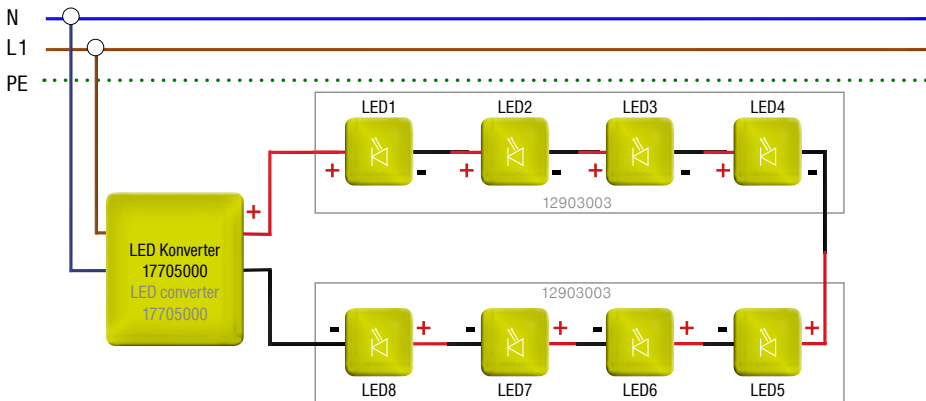 N
L1
PE
LED1 LED2 LED3 LED4
+ - + - + - + -
12903003
+
LED Konverter
17705000
LED converter
17705000
12903003
- + - + - + - +
LED8 LED7 LED6 LED5